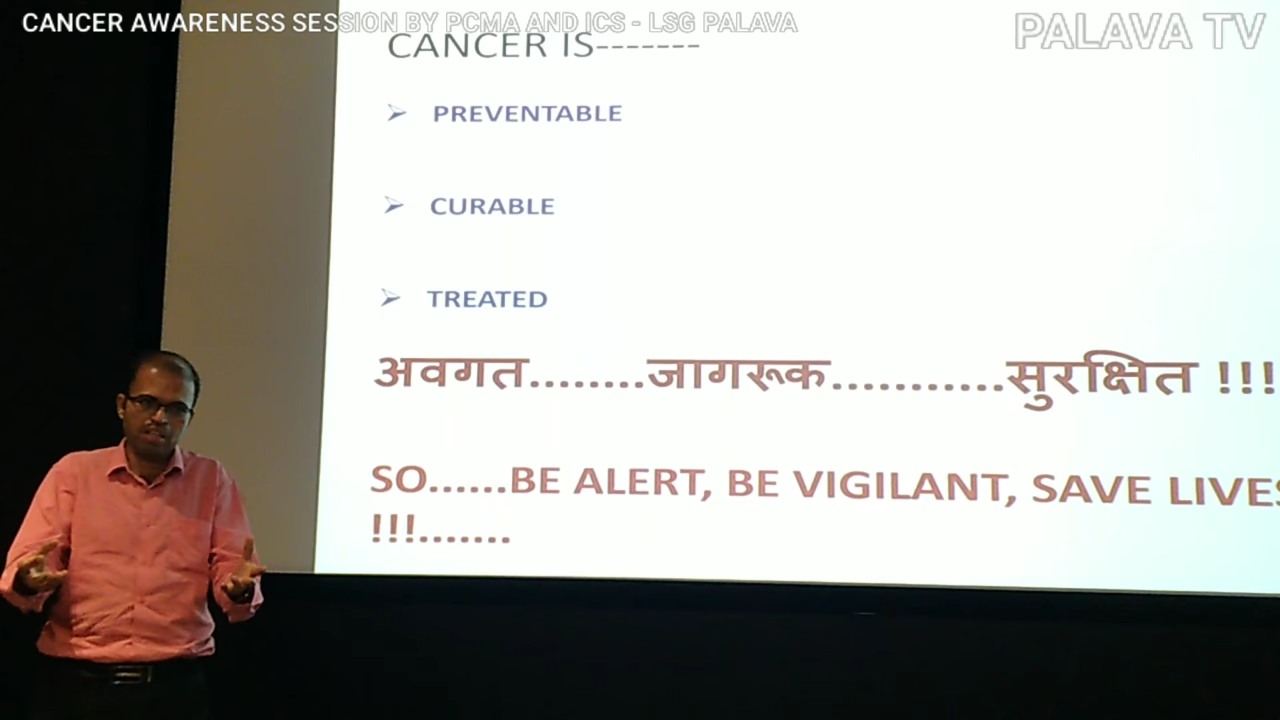 CANCER AWARENESS SESSION BY PCMA AND ICS - LSG PALAVA
PALAVA TV
CANCER IS-------
➢ PREVENTABLE
➢ CURABLE
➢ TREATED
अवगत........जागरूक...........सुरक्षित !!!
SO......BE ALERT, BE VIGILANT, SAVE LIVES
!!!.......